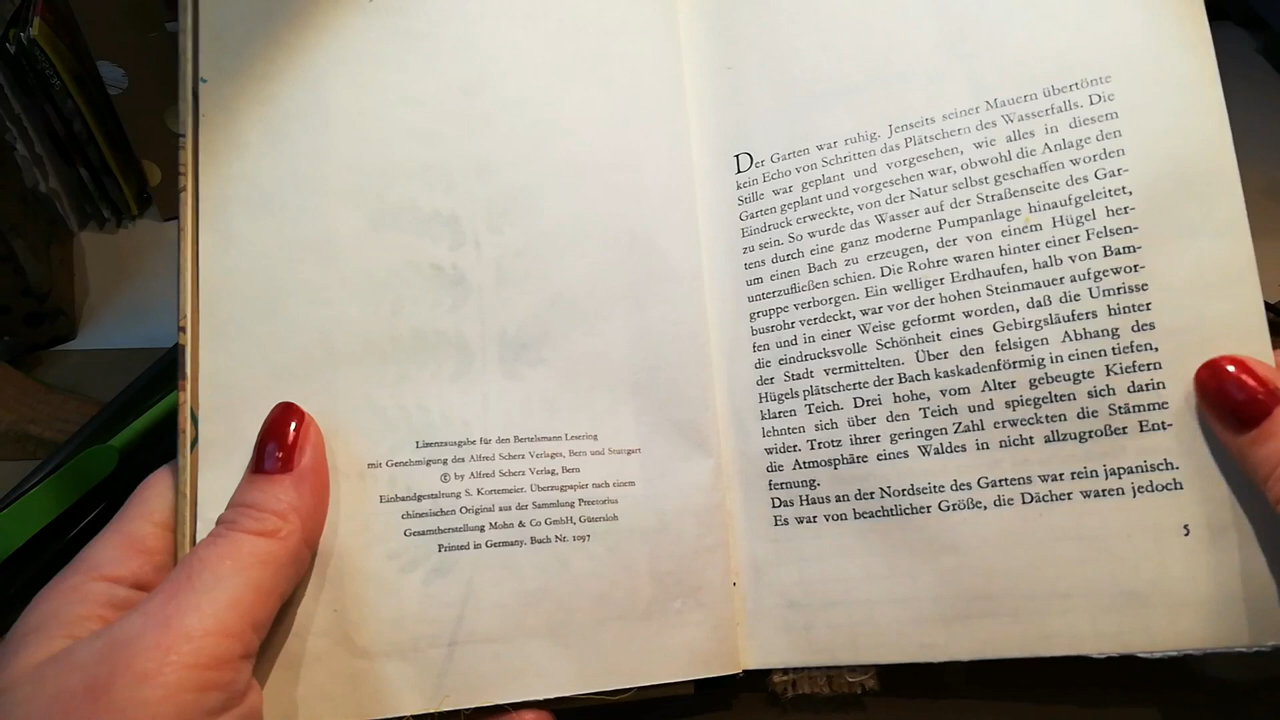 Lizenzausgabe für den Bertelsmann Lesering
mit Genehmigung des Alfred Scherz Verlages, Bern und Stuttgart
© by Alfred Scherz Verlag, Bern
Einbandgestaltung S. Kortemeier. Überzugpapier nach einem
chinesischen Original aus der Sammlung Preetorius
Gesamtherstellung Mohn & Co GmbH, Gütersloh
Printed in Germany. Buch Nr. 1097
Der Garten war ruhig. Jenseits seiner Mauern übertönte
kein Echo von Schritten das Plätschern des Wasserfalls. Die
Stille war geplant und vorgesehen, wie alles in diesem
Garten geplant und vorgesehen war, obwohl die Anlage den
Eindruck erweckte, von der Natur selbst geschaffen worden
zu sein. So wurde das Wasser auf der Straßenseite des Gar-
tens durch eine ganz moderne Pumpanlage hinaufgeleitet,
um einen Bach zu erzeugen, der von einem Hügel her-
unterzufließen schien. Die Rohre waren hinter einer Felsen-
gruppe verborgen. Ein welliger Erdhaufen, halb von Bam-
busrohr verdeckt, war vor der hohen Steinmauer aufgewor-
fen und in einer Weise geformt worden, daß die Umrisse
die eindrucksvolle Schönheit eines Gebirgsläufers hinter
der Stadt vermittelten. Über den felsigen Abhang des
Hügels plätscherte der Bach kaskadenförmig in einen tiefen,
klaren Teich. Drei hohe, vom Alter gebeugte Kiefern
lehnten sich über den Teich und spiegelten sich darin
wider. Trotz ihrer geringen Zahl erweckten die Stämme
die Atmosphäre eines Waldes in nicht allzugroßer Ent-
fernung.
Das Haus an der Nordseite des Gartens war rein japanisch.
Es war von beachtlicher Größe, die Dächer waren jedoch
5